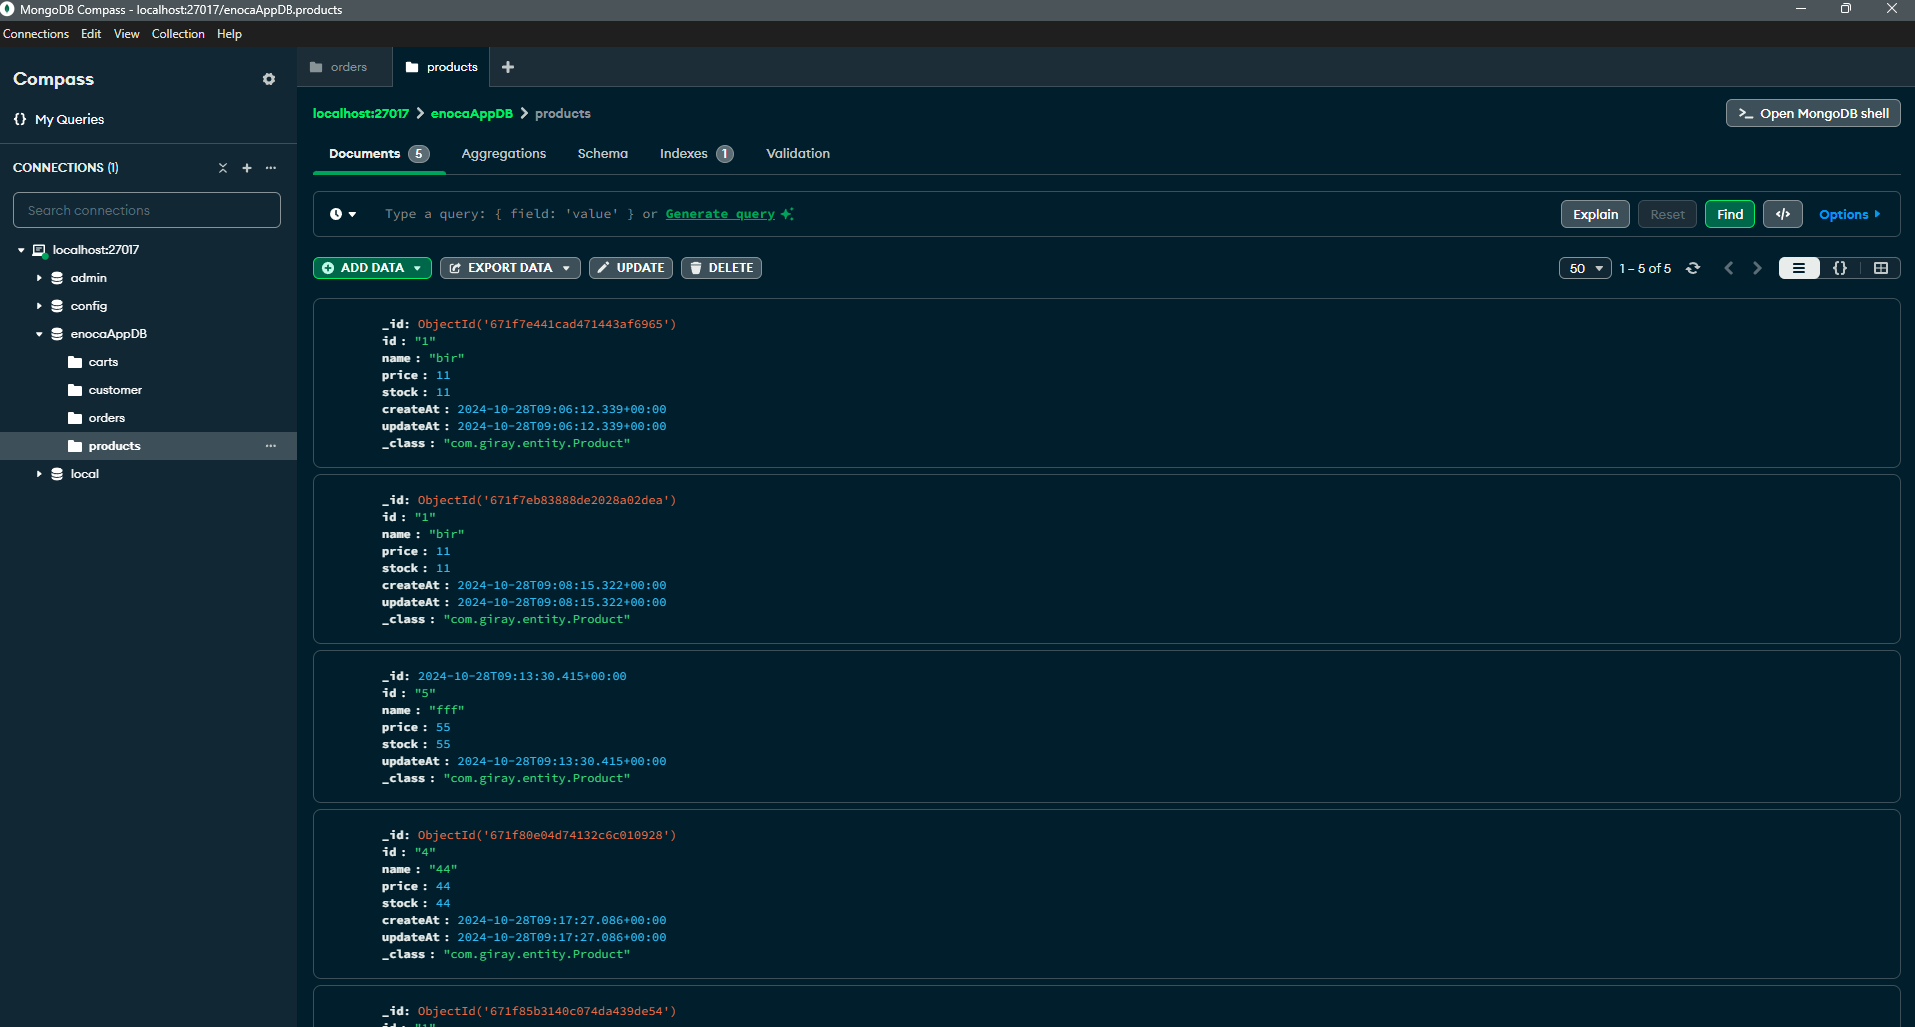 MongoDB Compass - localhost:27017/enocaAppDB.products
Connections Edit View Collection Help
Compass
{} My Queries
CONNECTIONS (1)
Search connections
localhost:27017
admin
config
enocaAppDB
carts
customer
orders
products
local
orders
products
localhost:27017 > enocaAppDB > products
>_ Open MongoDB shell
Documents 5 Aggregations Schema Indexes 1 Validation
Type a query: { field: 'value' } or Generate query
Explain Reset Find </> Options
ADD DATA EXPORT DATA UPDATE DELETE
50 1 – 5 of 5 {}
_id: ObjectId('671f7e441cad471443af6965')
id : "1"
name : "bir"
price : 11
stock : 11
createAt : 2024-10-28T09:06:12.339+00:00
updateAt : 2024-10-28T09:06:12.339+00:00
_class : "com.giray.entity.Product"
_id: ObjectId('671f7eb83888de2028a02dea')
id : "1"
name : "bir"
price : 11
stock : 11
createAt : 2024-10-28T09:08:15.322+00:00
updateAt : 2024-10-28T09:08:15.322+00:00
_class : "com.giray.entity.Product"
_id: 2024-10-28T09:13:30.415+00:00
id : "5"
name : "fff"
price : 55
stock : 55
updateAt : 2024-10-28T09:13:30.415+00:00
_class : "com.giray.entity.Product"
_id: ObjectId('671f80e04d74132c6c010928')
id : "4"
name : "44"
price : 44
stock : 44
createAt : 2024-10-28T09:17:27.086+00:00
updateAt : 2024-10-28T09:17:27.086+00:00
_class : "com.giray.entity.Product"
_id: ObjectId('671f85b3140c074da439de54')
id : "1"